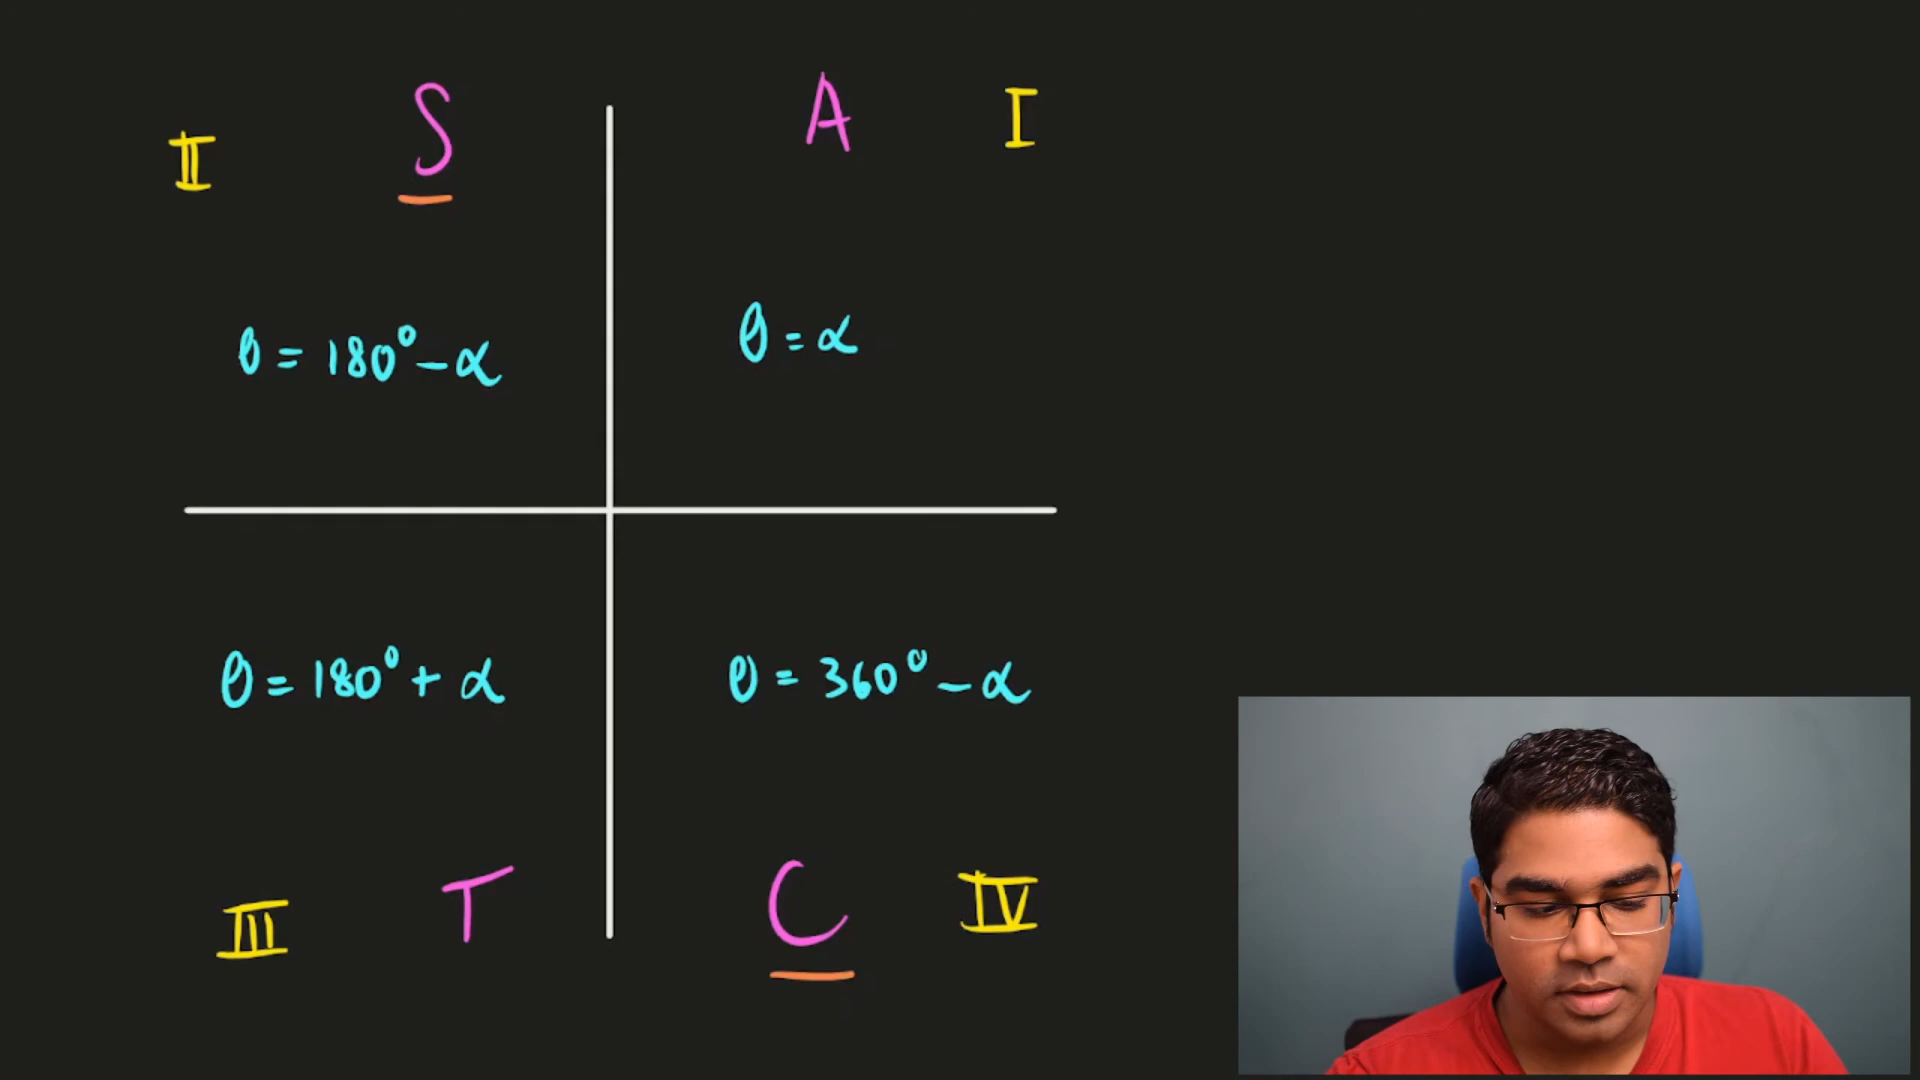 II S
A I
θ = 180° - α
θ = α
θ = 180° + α
θ = 360° - α
III T
C IV